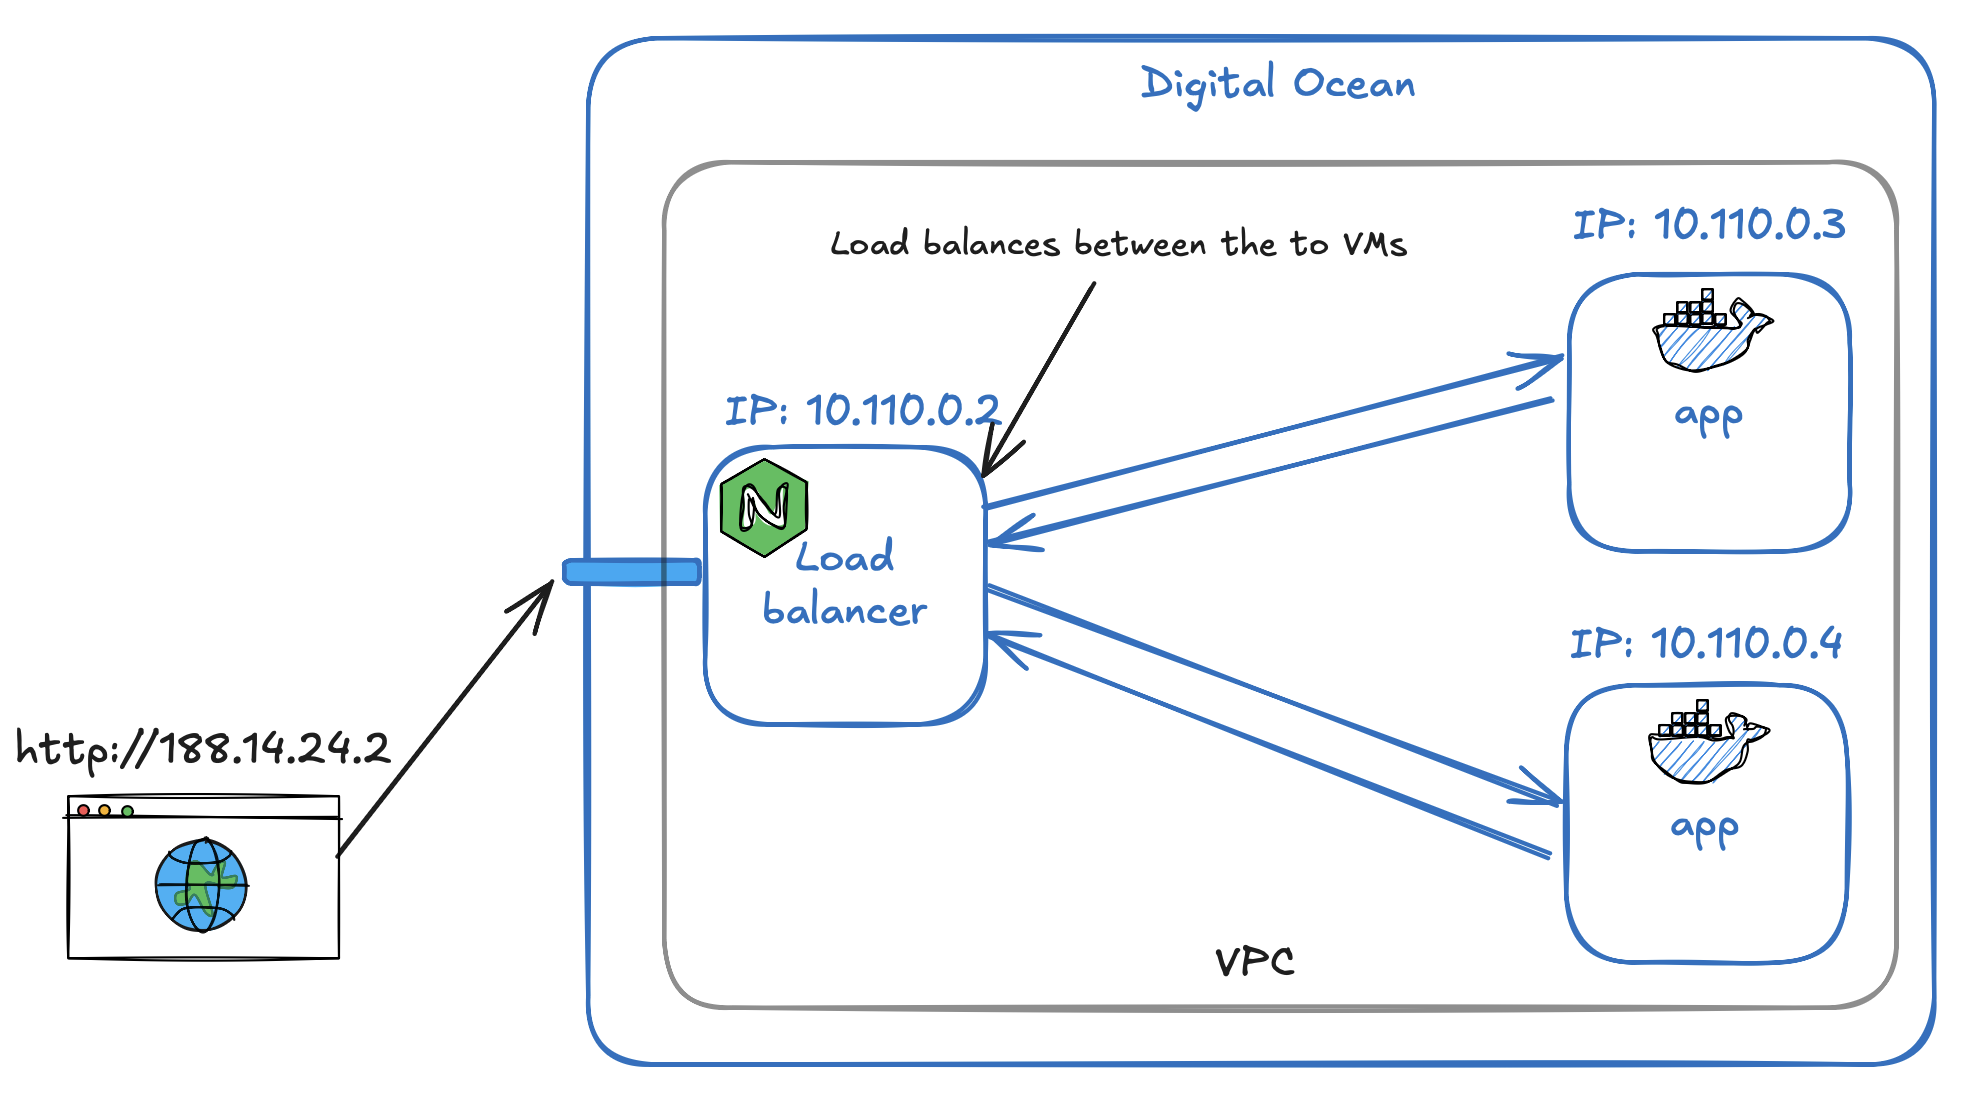 Digital Ocean
IP: 10.110.0.3
Load balances between the to VMs
IP: 10.110.0.2
app
N
Load
balancer
IP: 10.110.0.4
http://188.14.24.2
app
VPC